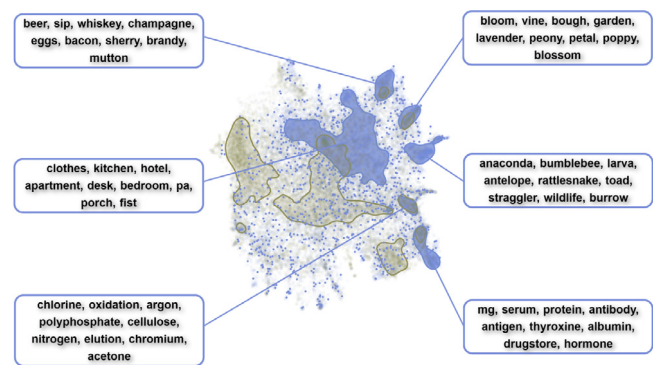 beer, sip, whiskey, champagne,
eggs, bacon, sherry, brandy,
mutton
bloom, vine, bough, garden,
lavender, peony, petal, poppy,
blossom
clothes, kitchen, hotel,
apartment, desk, bedroom, pa,
porch, fist
anaconda, bumblebee, larva,
antelope, rattlesnake, toad,
straggler, wildlife, burrow
chlorine, oxidation, argon,
polyphosphate, cellulose,
nitrogen, elution, chromium,
acetone
mg, serum, protein, antibody,
antigen, thyroxine, albumin,
drugstore, hormone